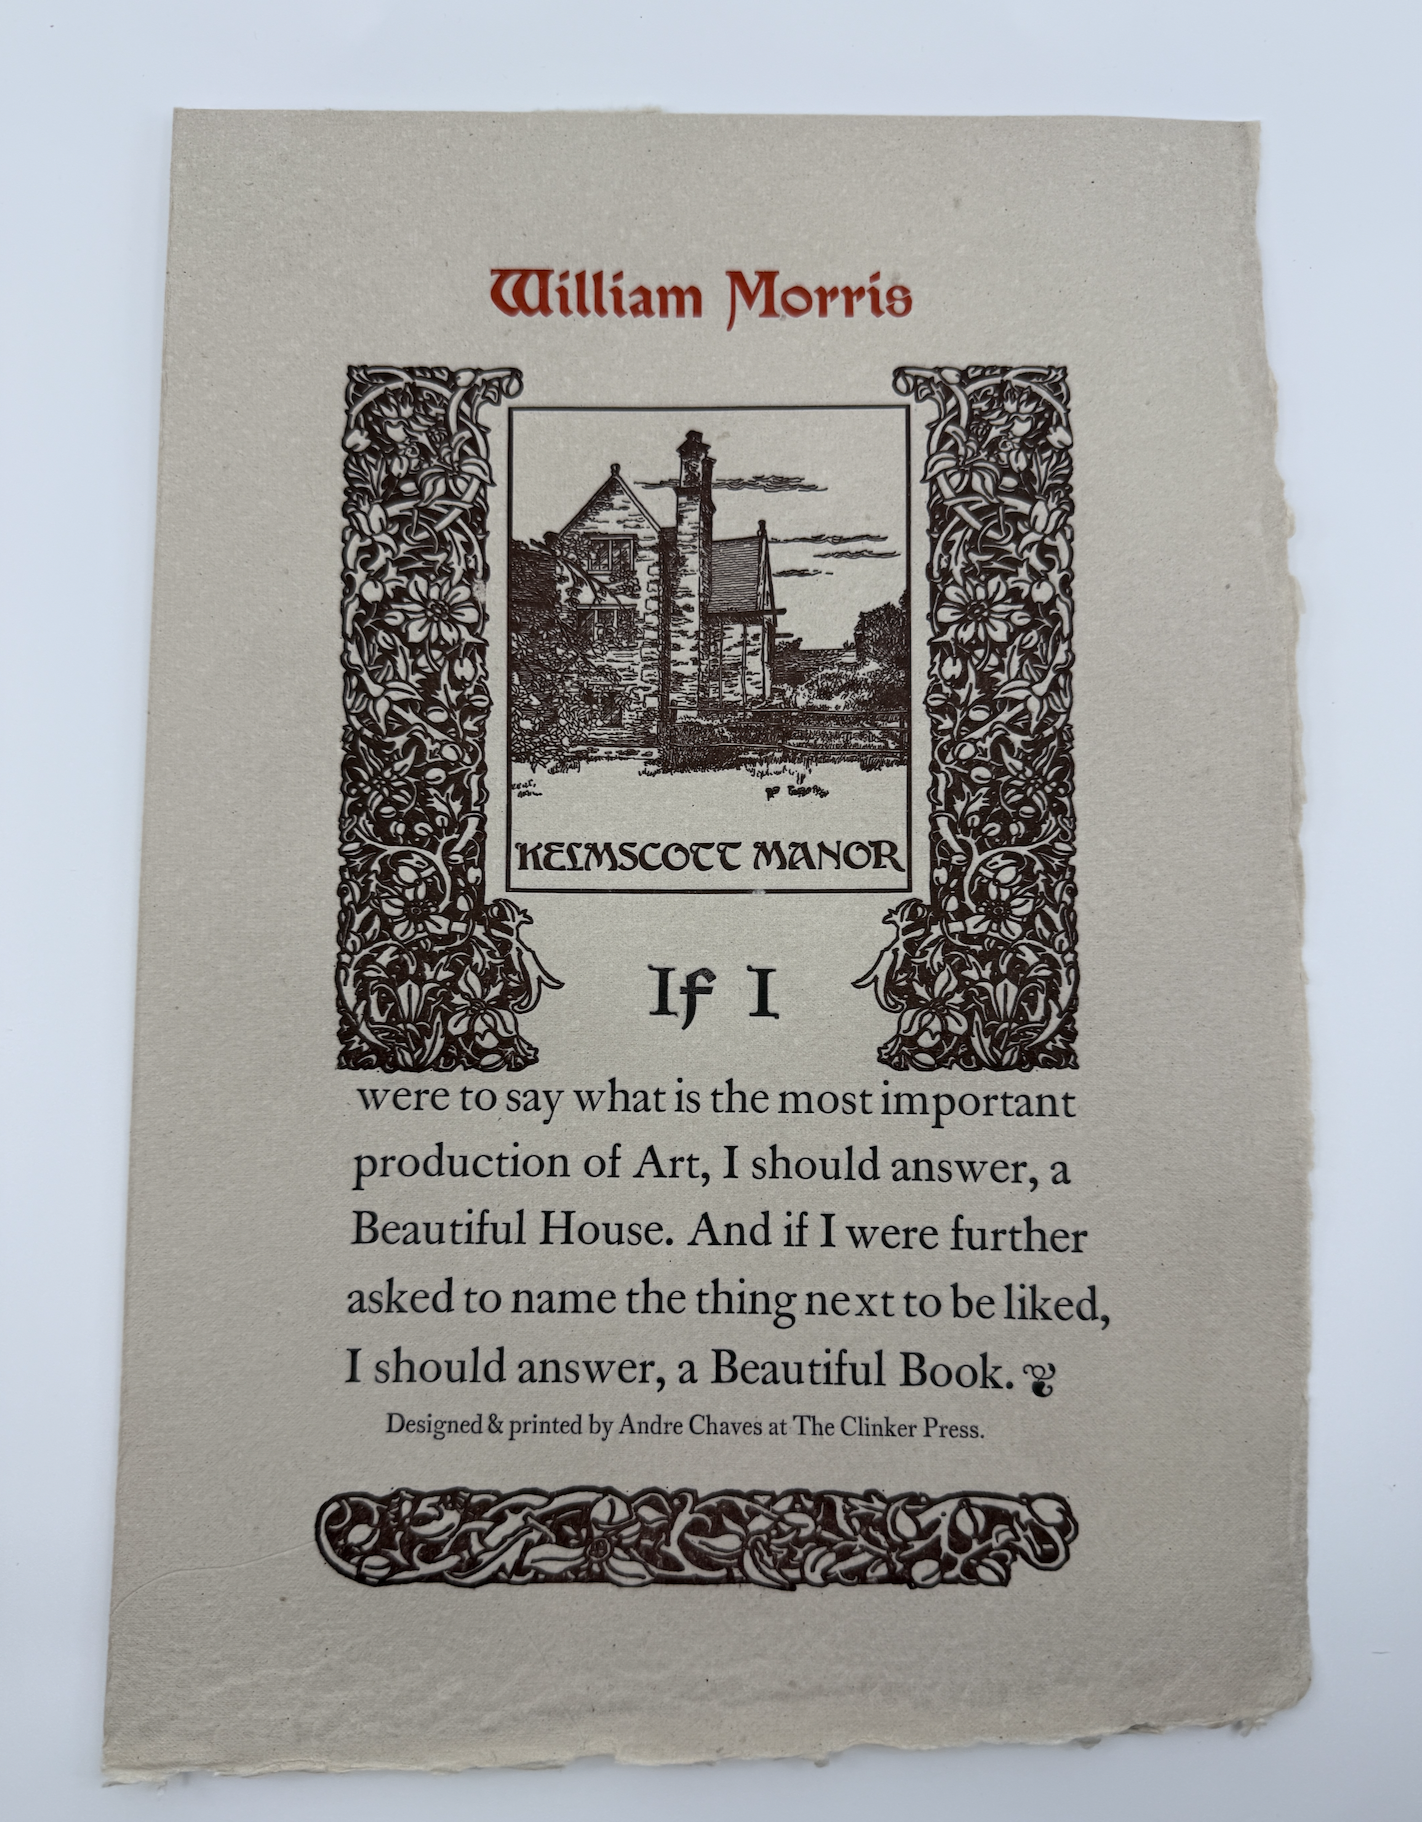 William Morris
KELMSCOTT MANOR
If I
were to say what is the most important
production of Art, I should answer, a
Beautiful House. And if I were further
asked to name the thing next to be liked,
I should answer, a Beautiful Book.
Designed & printed by Andre Chaves at The Clinker Press.